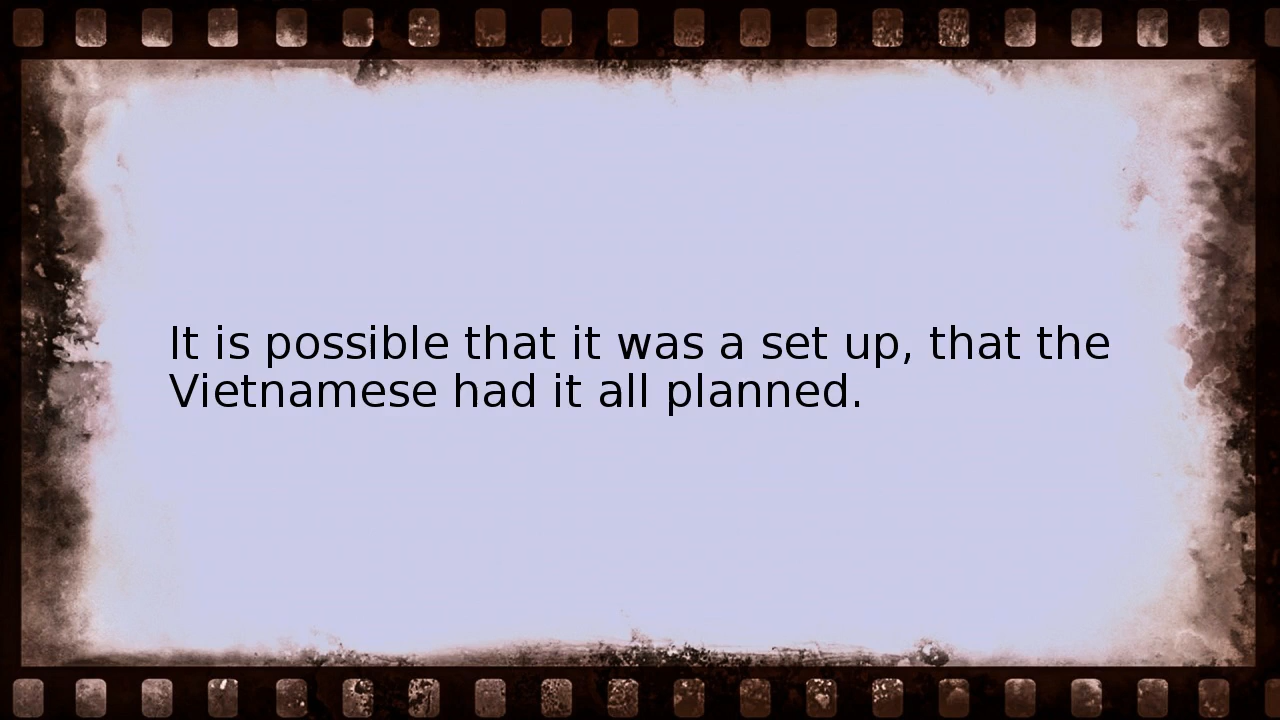 It is possible that it was a set up, that the
Vietnamese had it all planned.